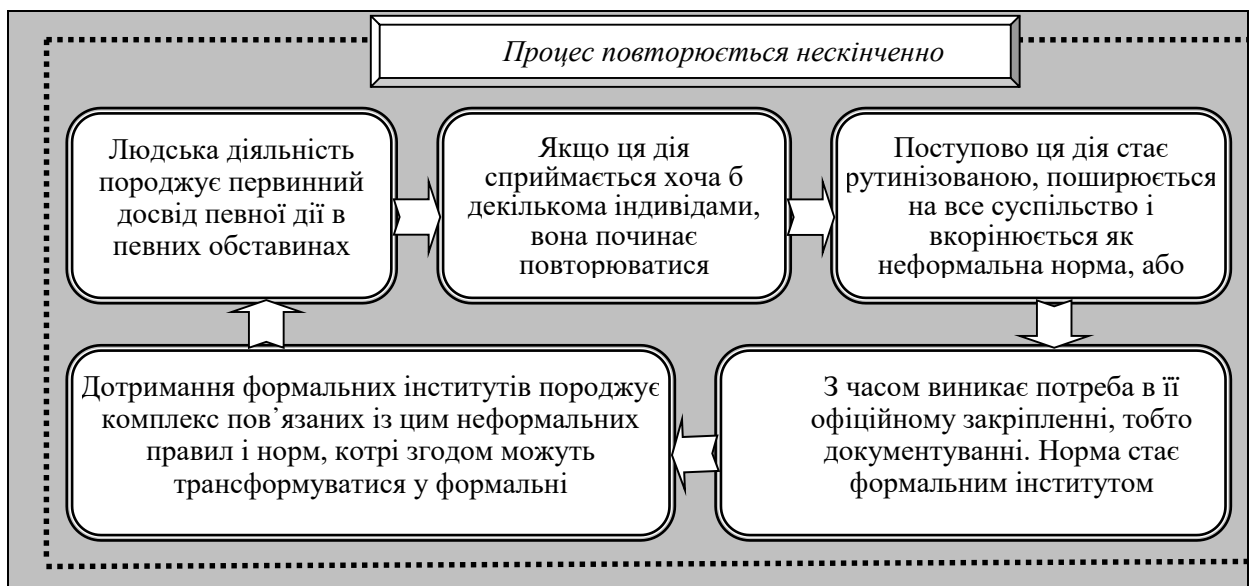 Процес повторюється нескінченно
Людська діяльність
породжує первинний
досвід певної дії в
певних обставинах
Якщо ця дія
сприймається хоча б
декількома індивідами,
вона починає
повторюватися
Поступово ця дія стає
рутинізованою, поширюється
на все суспільство і
вкорінюється як
неформальна норма, або
З часом виникає потреба в її
офіційному закріпленні, тобто
документуванні. Норма стає
формальним інститутом
Дотримання формальних інститутів породжує
комплекс пов’язаних із цим неформальних
правил і норм, котрі згодом можуть
трансформуватися у формальні